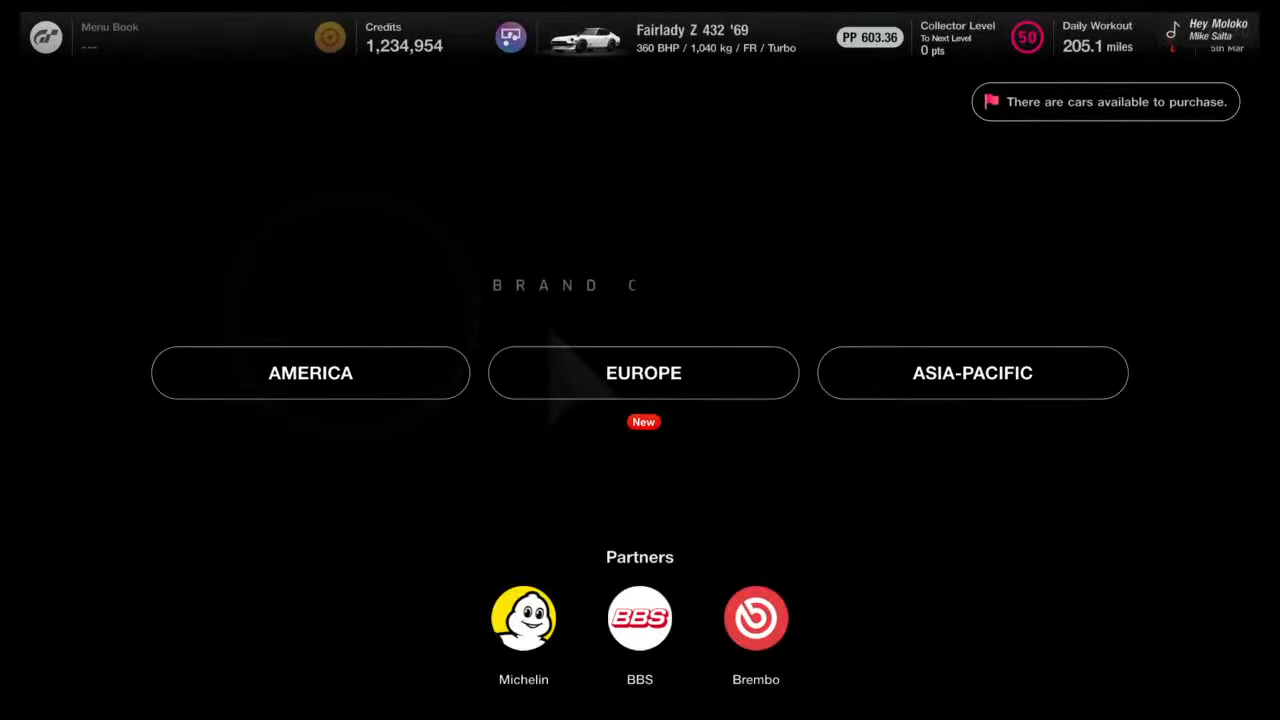 Menu Book
---
Credits
1,234,954
Fairlady Z 432 '69
360 BHP / 1,040 kg / FR / Turbo
PP 603.36
Collector Level
To Next Level
0 pts
50
Daily Workout
205.1 miles
Hey Moloko
Mike Salta
5th Mar
There are cars available to purchase.
BRAND C
AMERICA
EUROPE
ASIA-PACIFIC
New
Partners
BBS
Michelin
BBS
Brembo